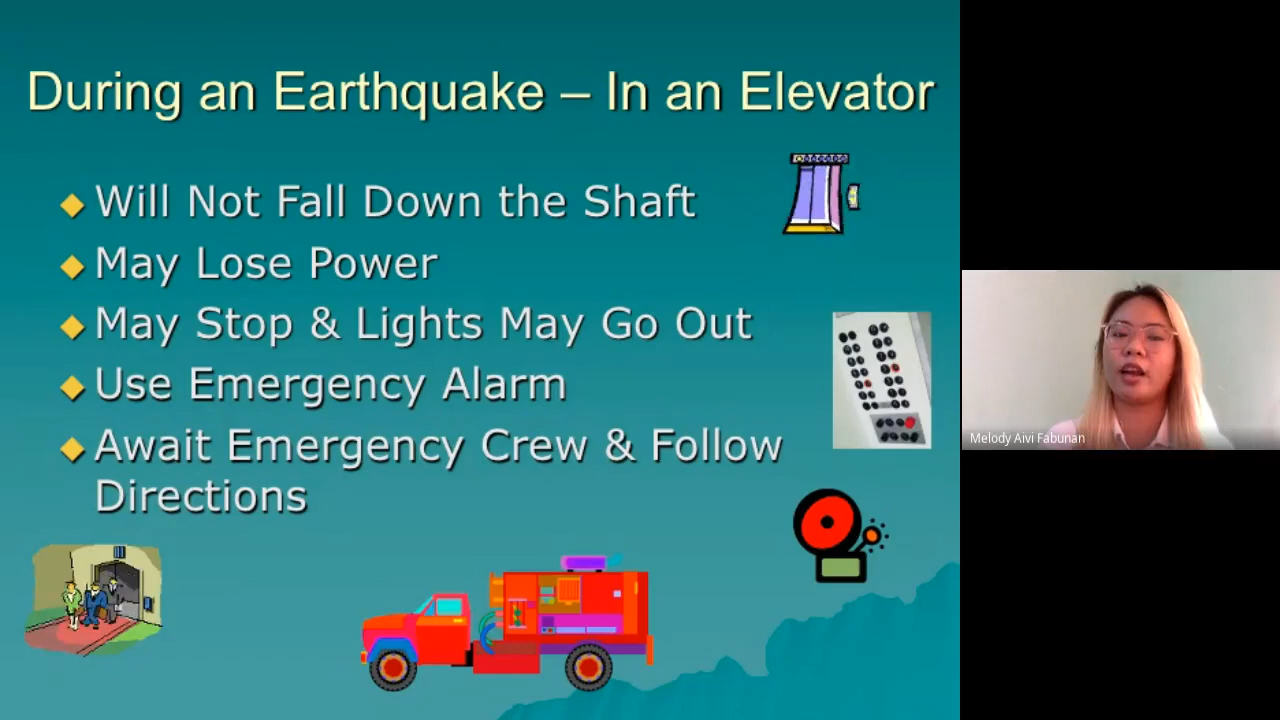 During an Earthquake – In an Elevator
Will Not Fall Down the Shaft
May Lose Power
May Stop & Lights May Go Out
Use Emergency Alarm
Await Emergency Crew & Follow
Directions
Melody Aivi Fabunan